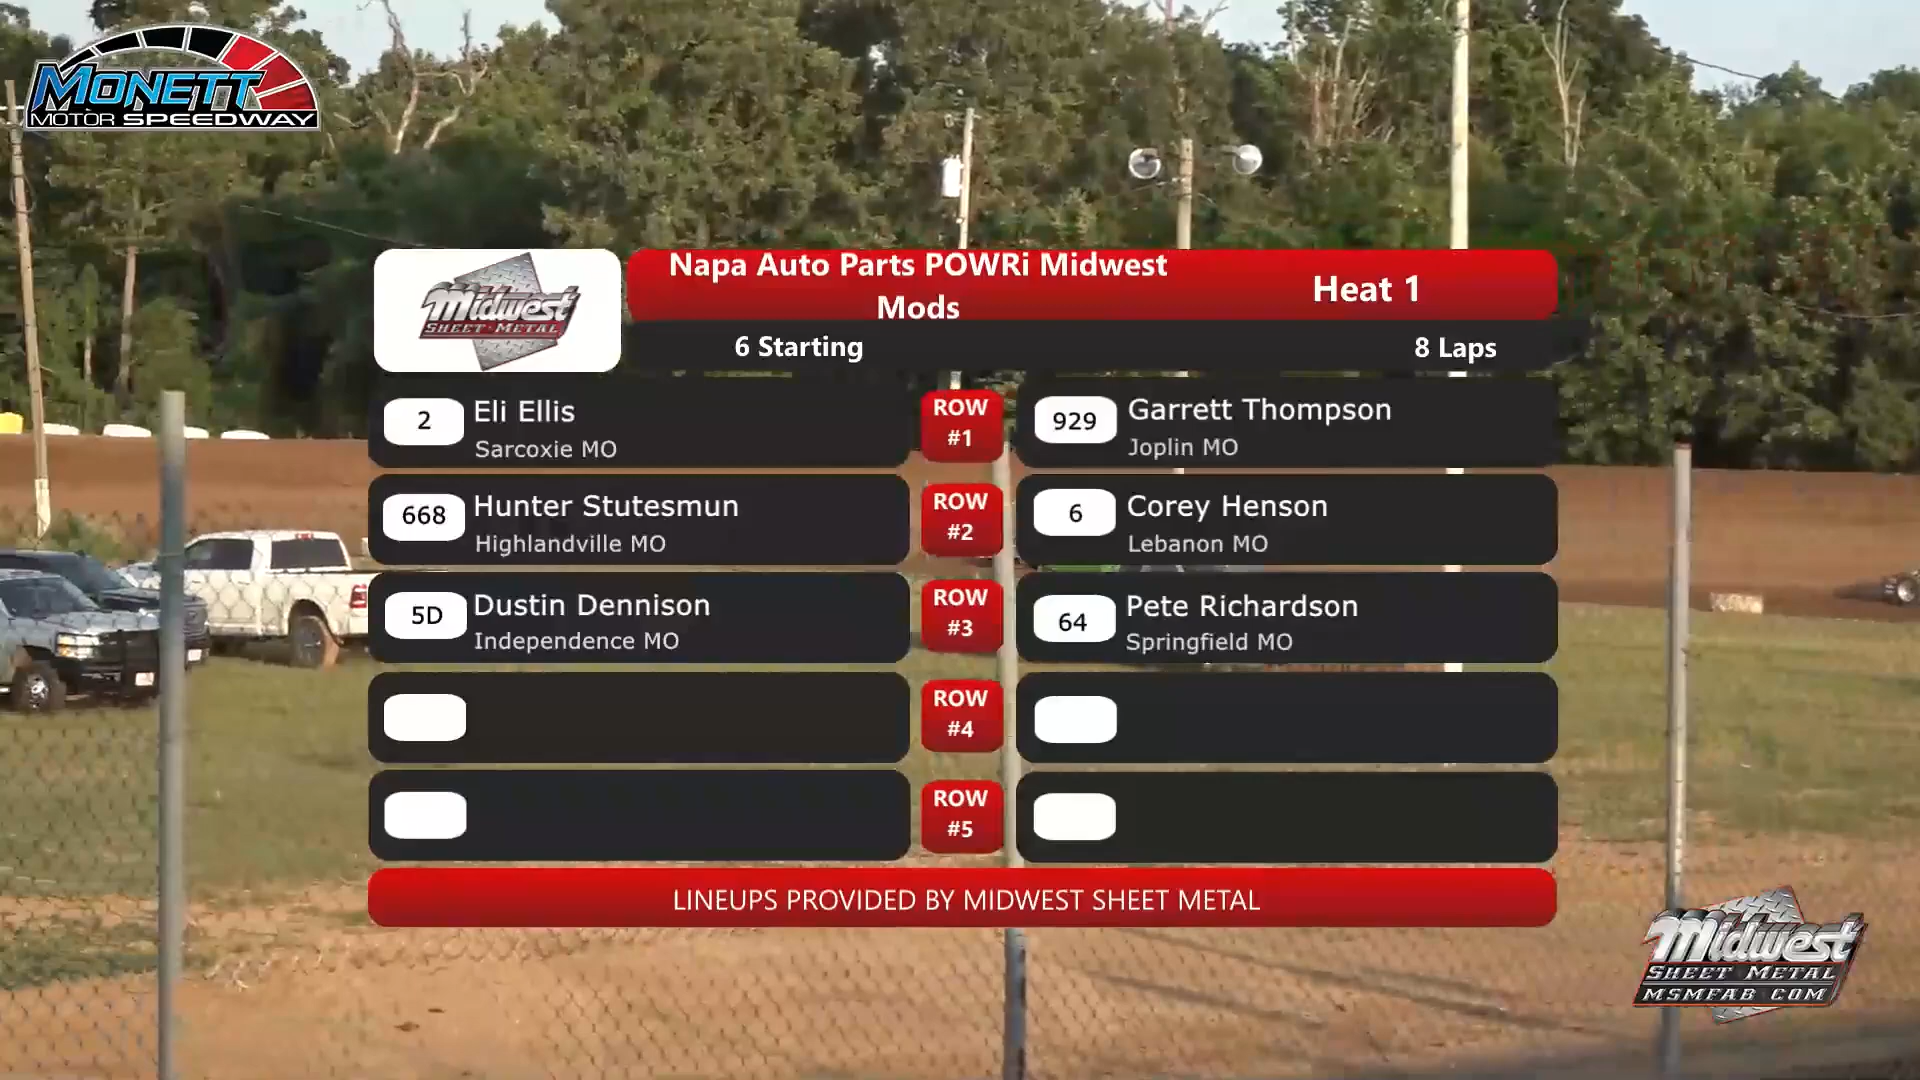 MONETT
MOTOR SPEEDWAY
Midwest
SHEET METAL
Napa Auto Parts POWRi Midwest
Mods
Heat 1
6 Starting
8 Laps
2
Eli Ellis
Sarcoxie MO
ROW
#1
929
Garrett Thompson
Joplin MO
668
Hunter Stutesmun
Highlandville MO
ROW
#2
6
Corey Henson
Lebanon MO
5D
Dustin Dennison
Independence MO
ROW
#3
64
Pete Richardson
Springfield MO
ROW
#4
ROW
#5
LINEUPS PROVIDED BY MIDWEST SHEET METAL
Midwest
SHEET METAL
MSMFAB COM